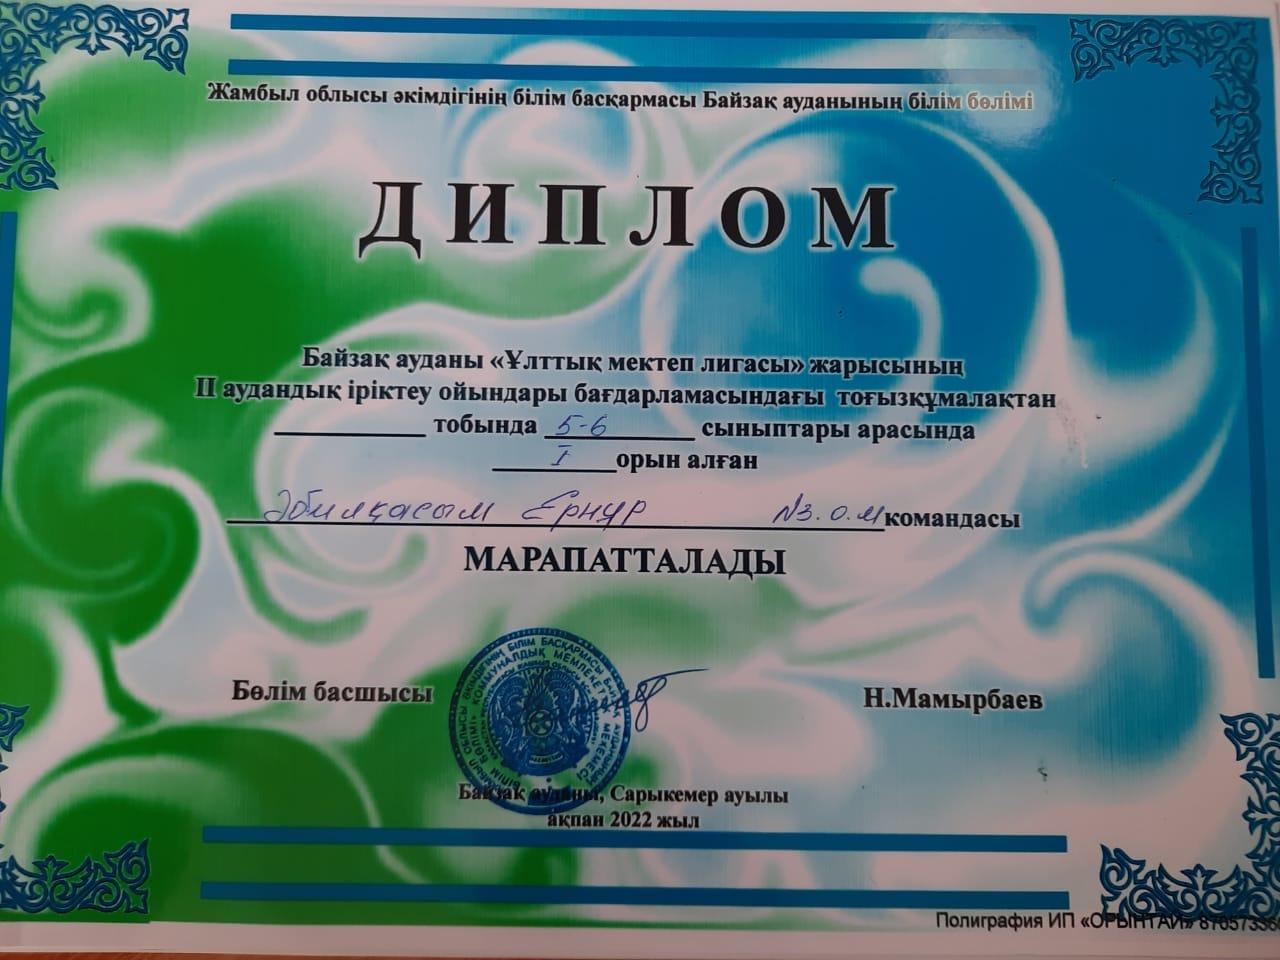 Жамбыл облысы әкімдігінің білім басқармасы Байзақ ауданының білім бөлімі
ДИПЛОМ
Байзақ ауданы «Ұлттық мектеп лигасы» жарысының
II аудандық іріктеу ойындары бағдарламасындағы тоғызқұмалақтан
____________ тобында 5-6 сыныптары арасында
I орын алған
Әбилқасым Ернұр №3. О.М командасы
МАРАПАТТАЛАДЫ
Бөлім басшысы Н.Мамырбаев
Байзақ ауданы, Сарыкемер ауылы
ақпан 2022 жыл
Полиграфия ИП «ОРЫНТАЙ»